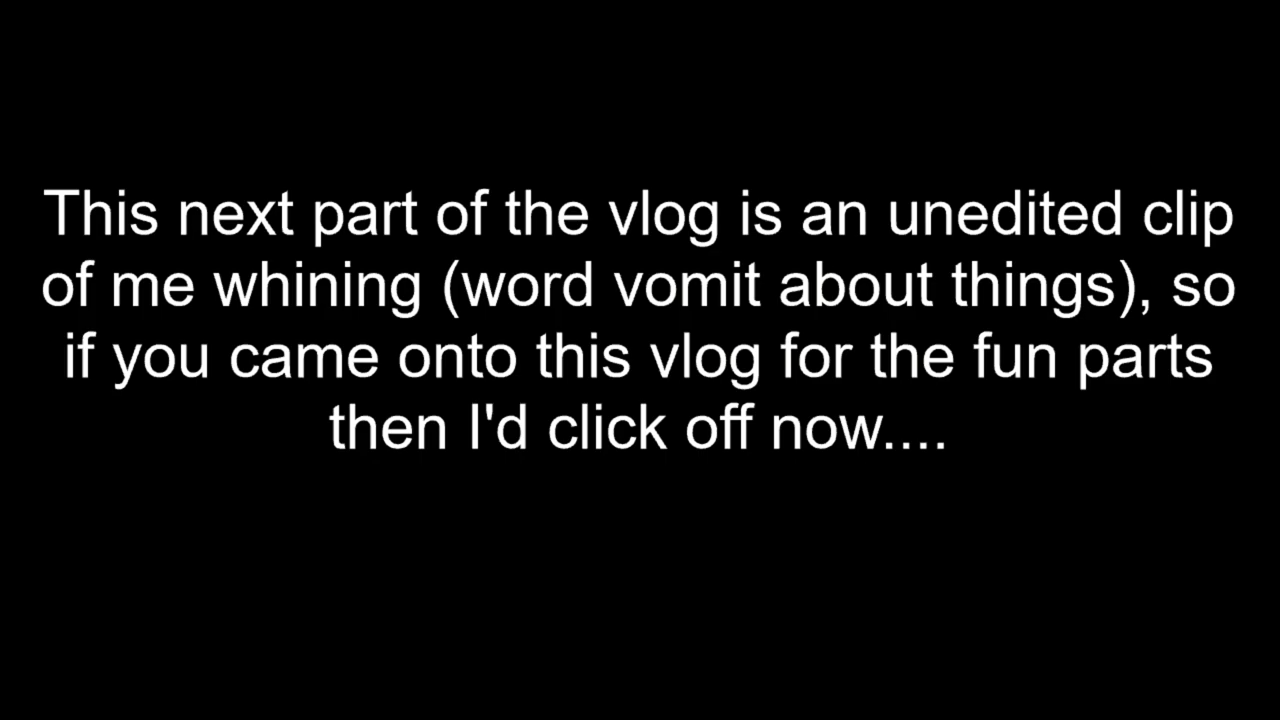 This next part of the vlog is an unedited clip
of me whining (word vomit about things), so
if you came onto this vlog for the fun parts
then I'd click off now....